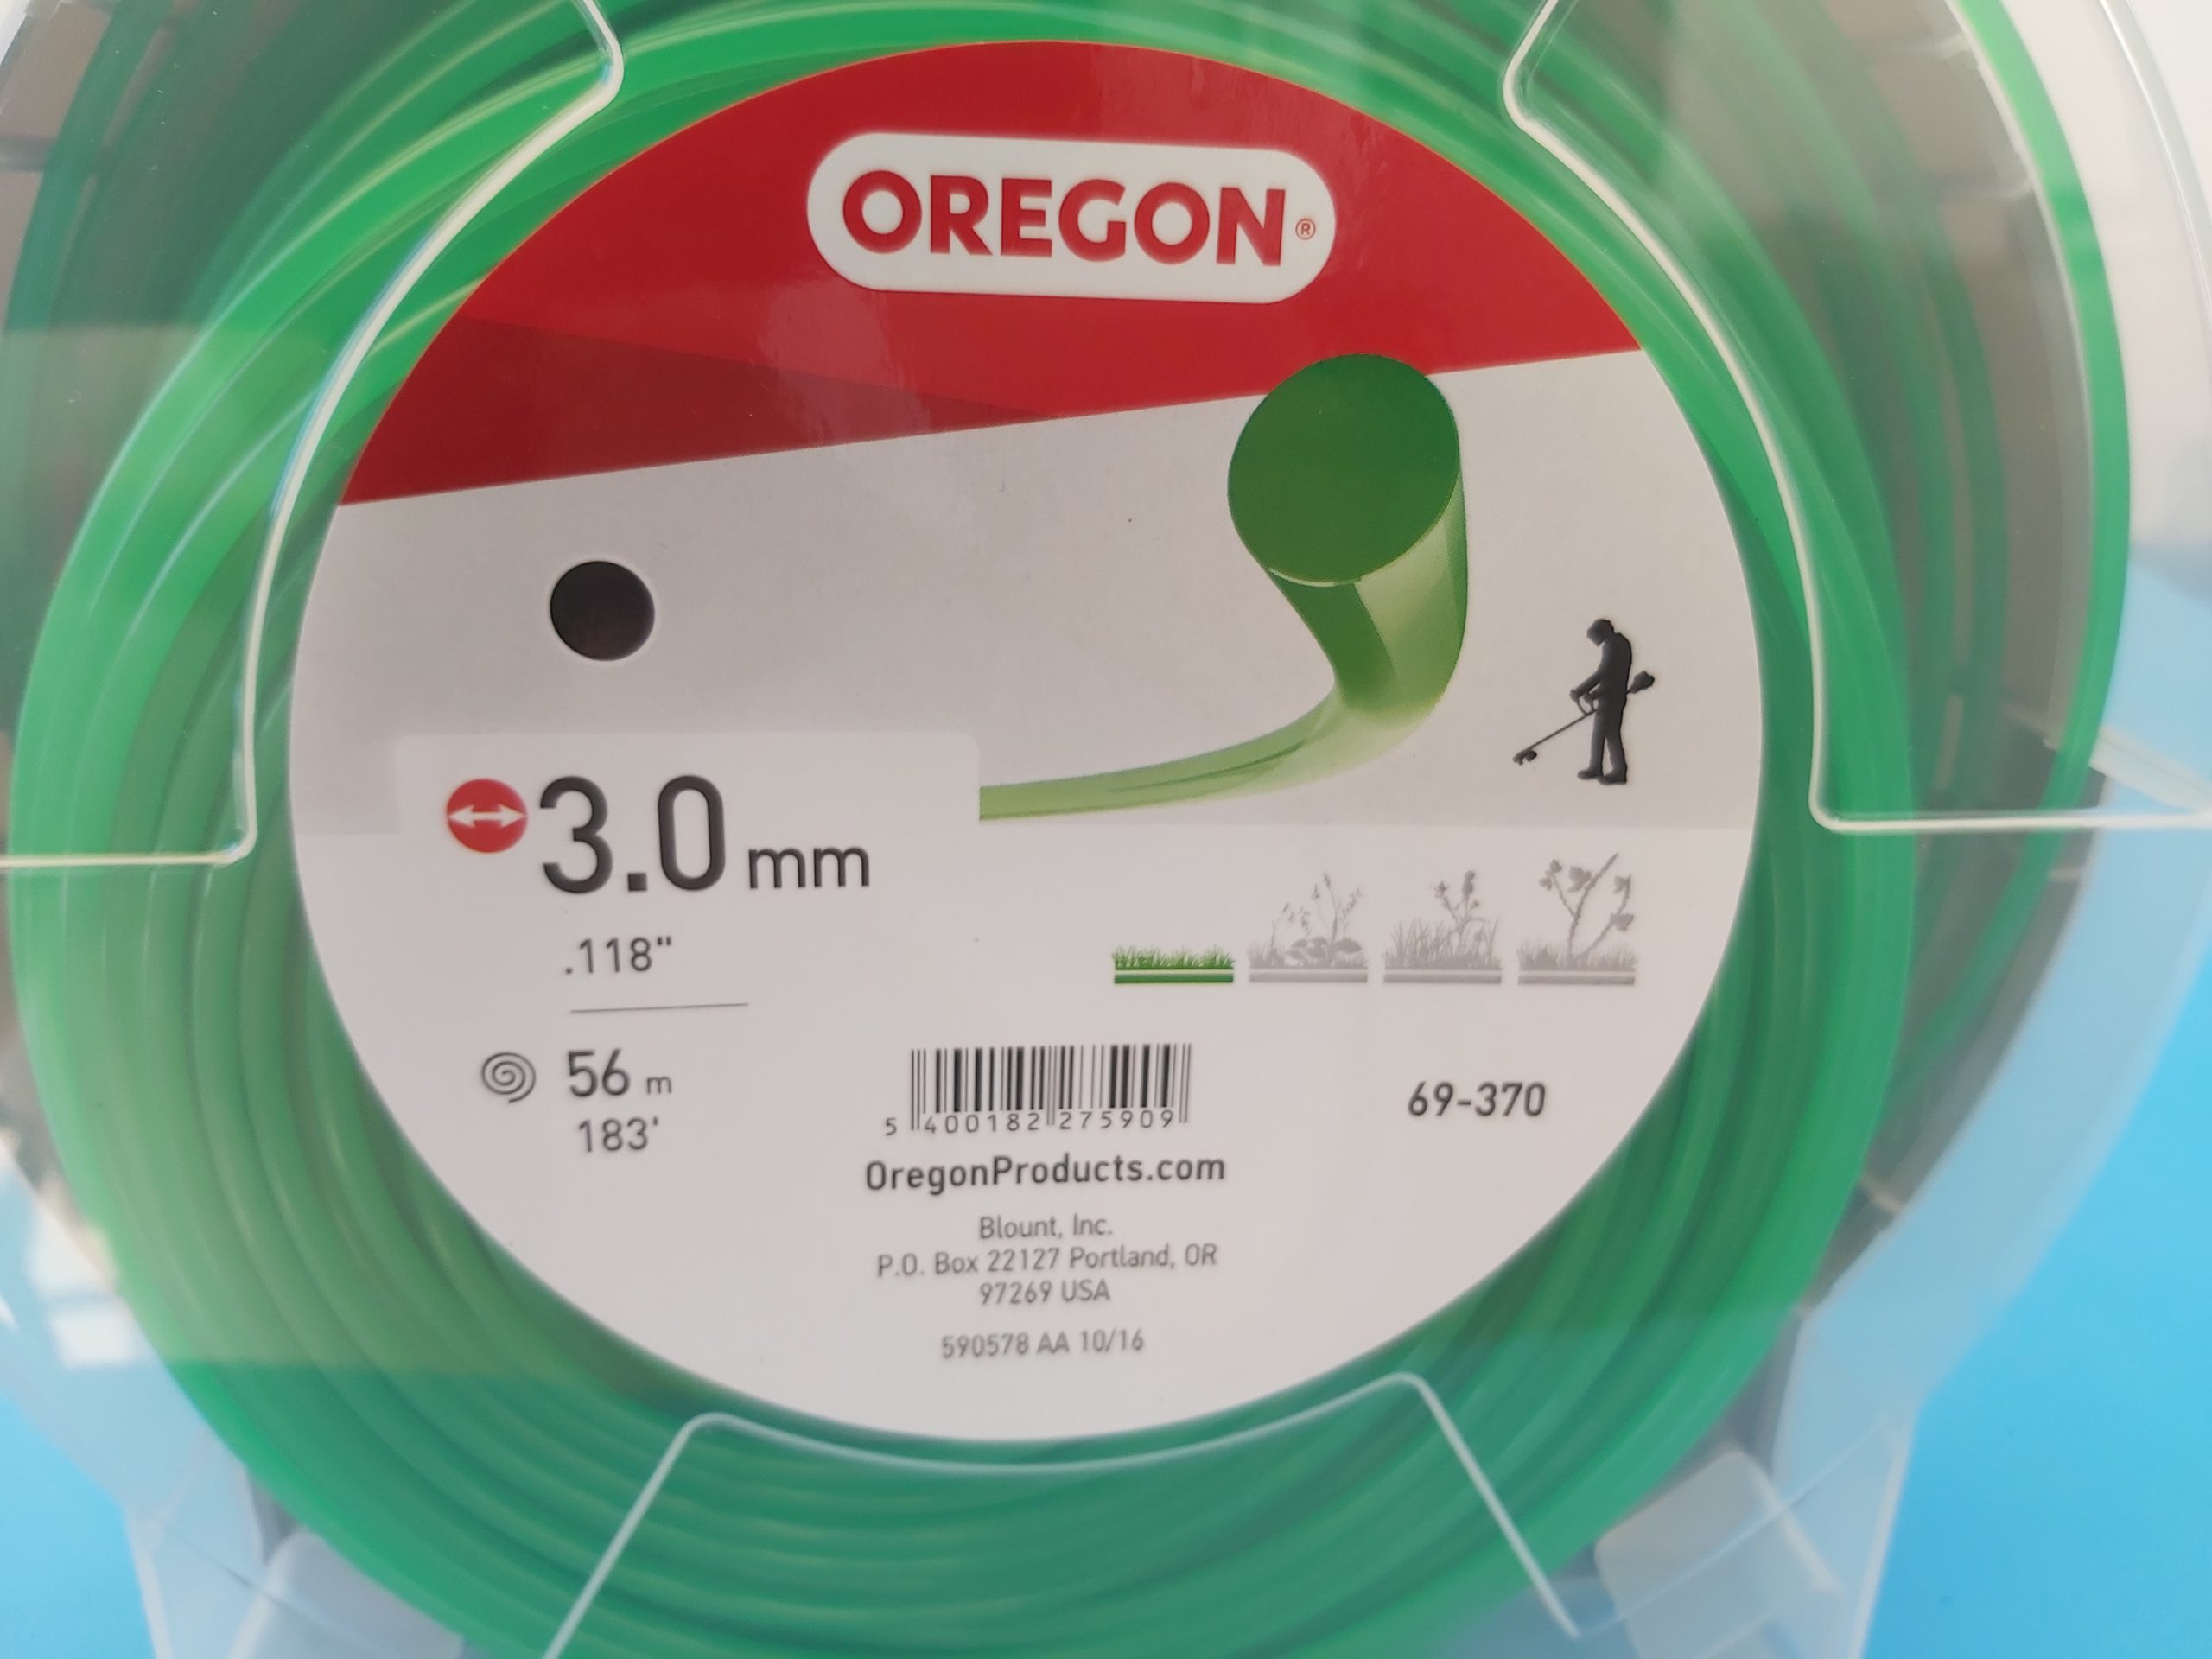 OREGON®
3.0 mm
.118"
56 m
183'
5 400182 275909
69-370
OregonProducts.com
Blount, Inc.
P.O. Box 22127 Portland, OR
97269 USA
590578 AA 10/16